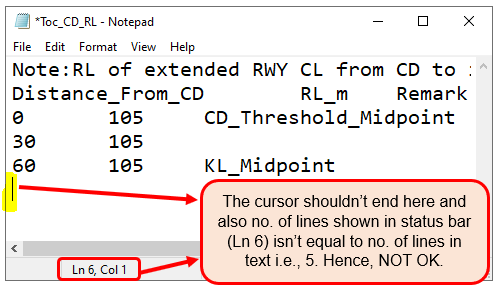 *Toc_CD_RL - Notepad
File Edit Format View Help
Note:RL of extended RWY CL from CD to
Distance_From_CD RL_m Remark
0 105 CD_Threshold_Midpoint
30 105
60 105 KL_Midpoint
The cursor shouldn’t end here and
also no. of lines shown in status bar
(Ln 6) isn’t equal to no. of lines in
text i.e., 5. Hence, NOT OK.
Ln 6, Col 1